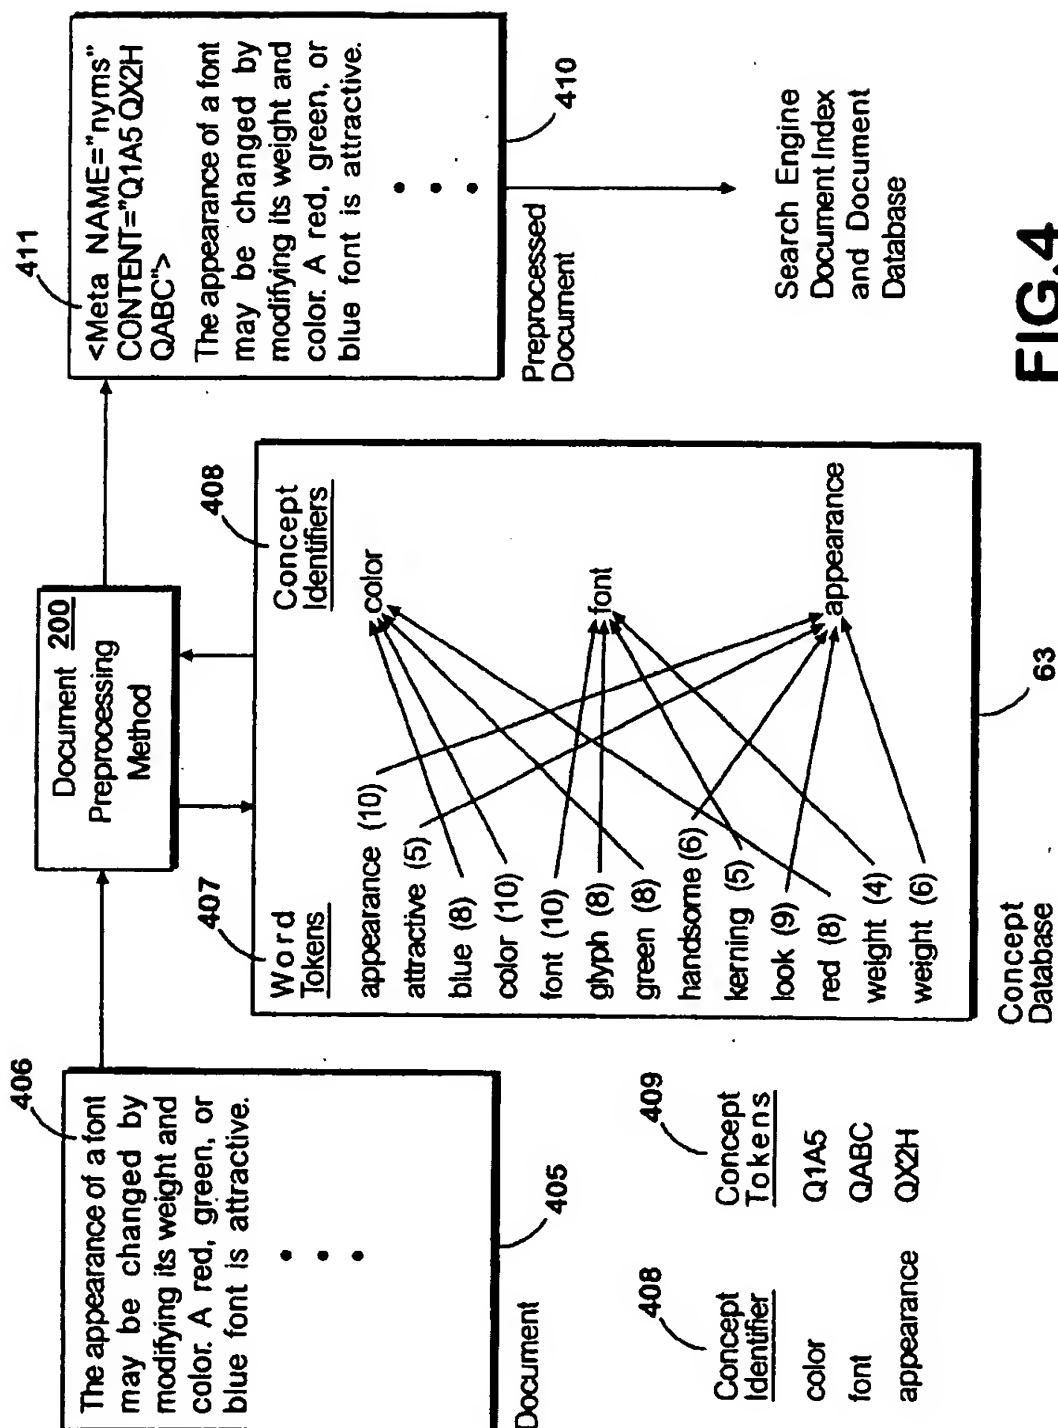 406
The appearance of a font
may be changed by
modifying its weight and
color. A red, green, or
blue font is attractive.
• • •
405
Document
Document 200
Preprocessing
Method
411
<Meta NAME="nyms"
CONTENT="Q1A5 QX2H
QABC">
The appearance of a font
may be changed by
modifying its weight and
color. A red, green, or
blue font is attractive.
• • •
410
Preprocessed
Document
Search Engine
Document Index
and Document
Database
407
Word
Tokens
appearance (10)
attractive (5)
blue (8)
color (10)
font (10)
glyph (8)
green (8)
handsome (6)
kerning (5)
look (9)
red (8)
weight (4)
weight (6)
408
Concept
Identifiers
color
font
appearance
63
Concept
Database
408
Concept
Identifier
color
font
appearance
409
Concept
Tokens
Q1A5
QABC
QX2H
FIG.4